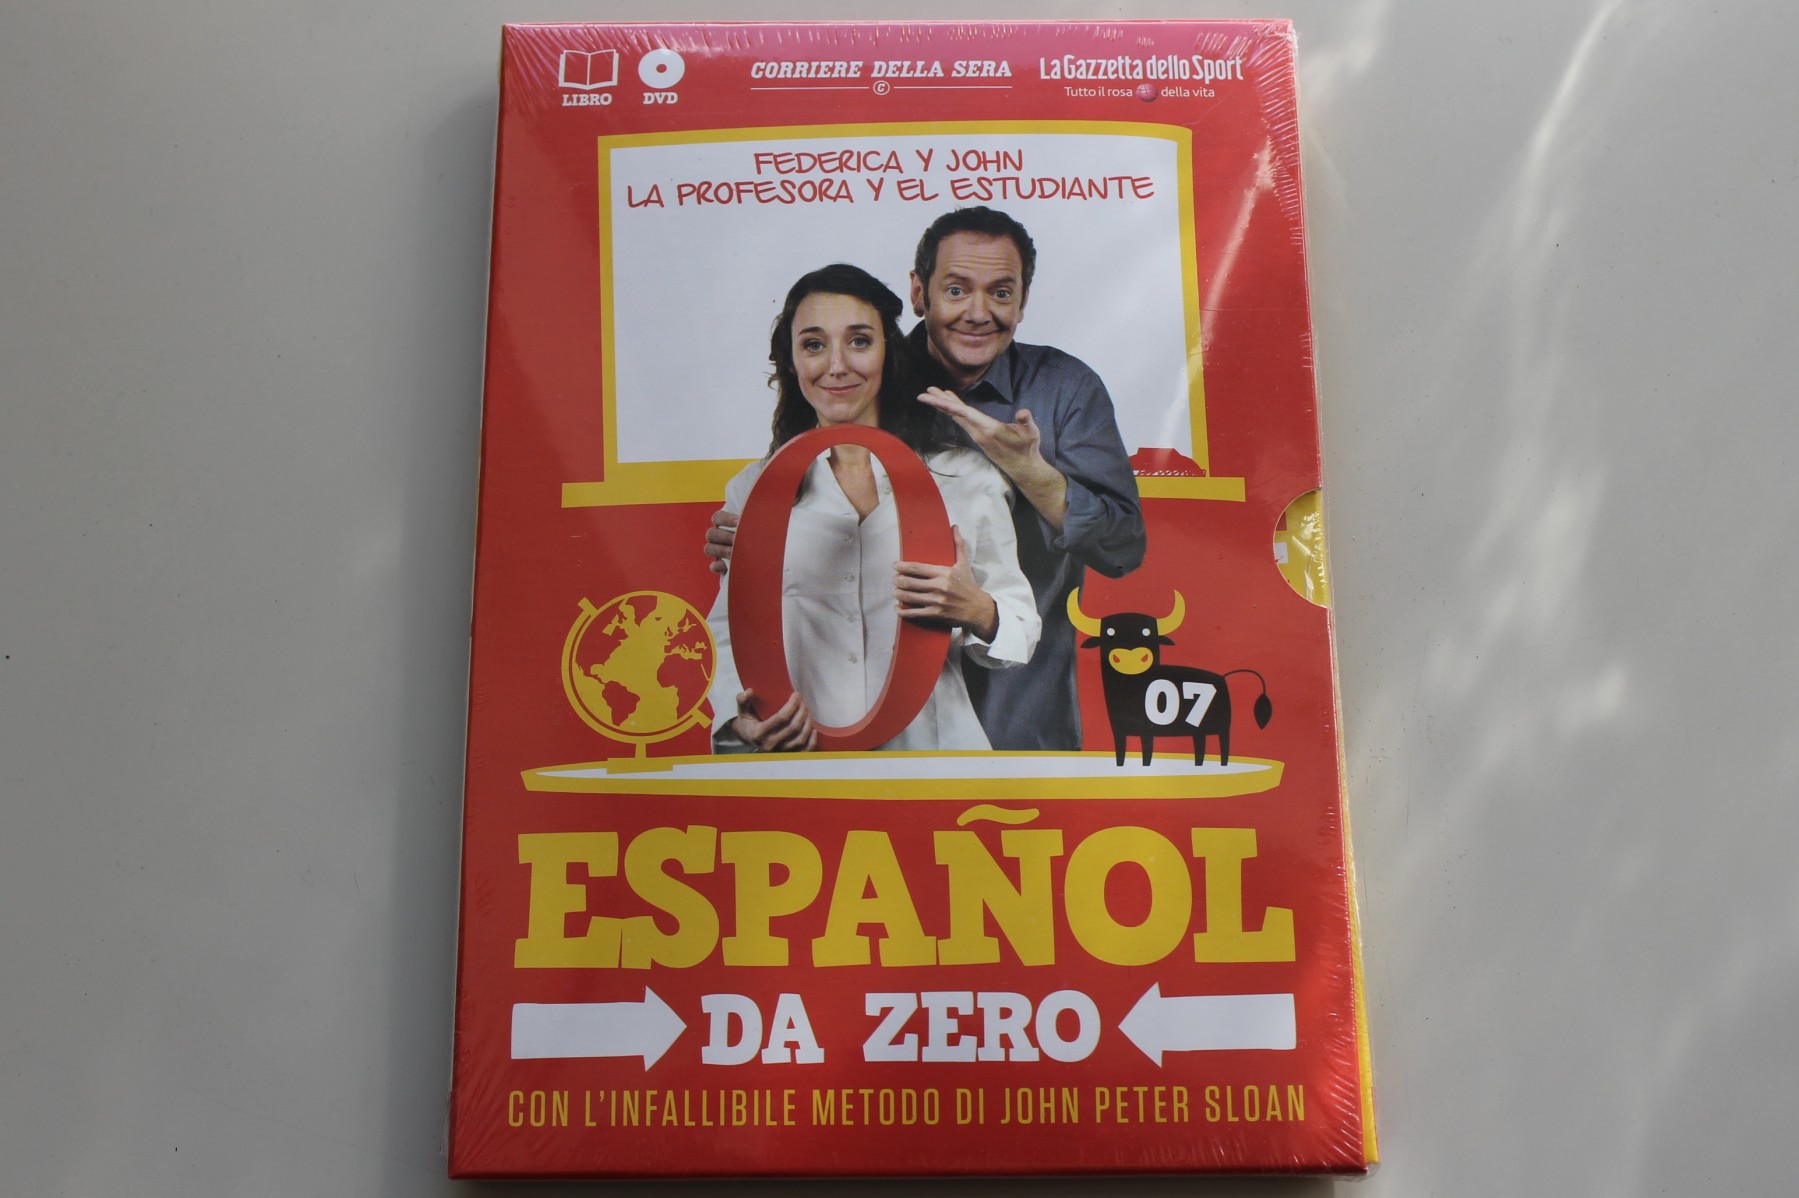 LIBRO
DVD
CORRIERE DELLA SERA
C
La Gazzetta dello Sport
Tutto il rosa della vita
FEDERICA Y JOHN
LA PROFESORA Y EL ESTUDIANTE
0
07
ESPAÑOL
DA ZERO
CON L'INFALLIBILE METODO DI JOHN PETER SLOAN